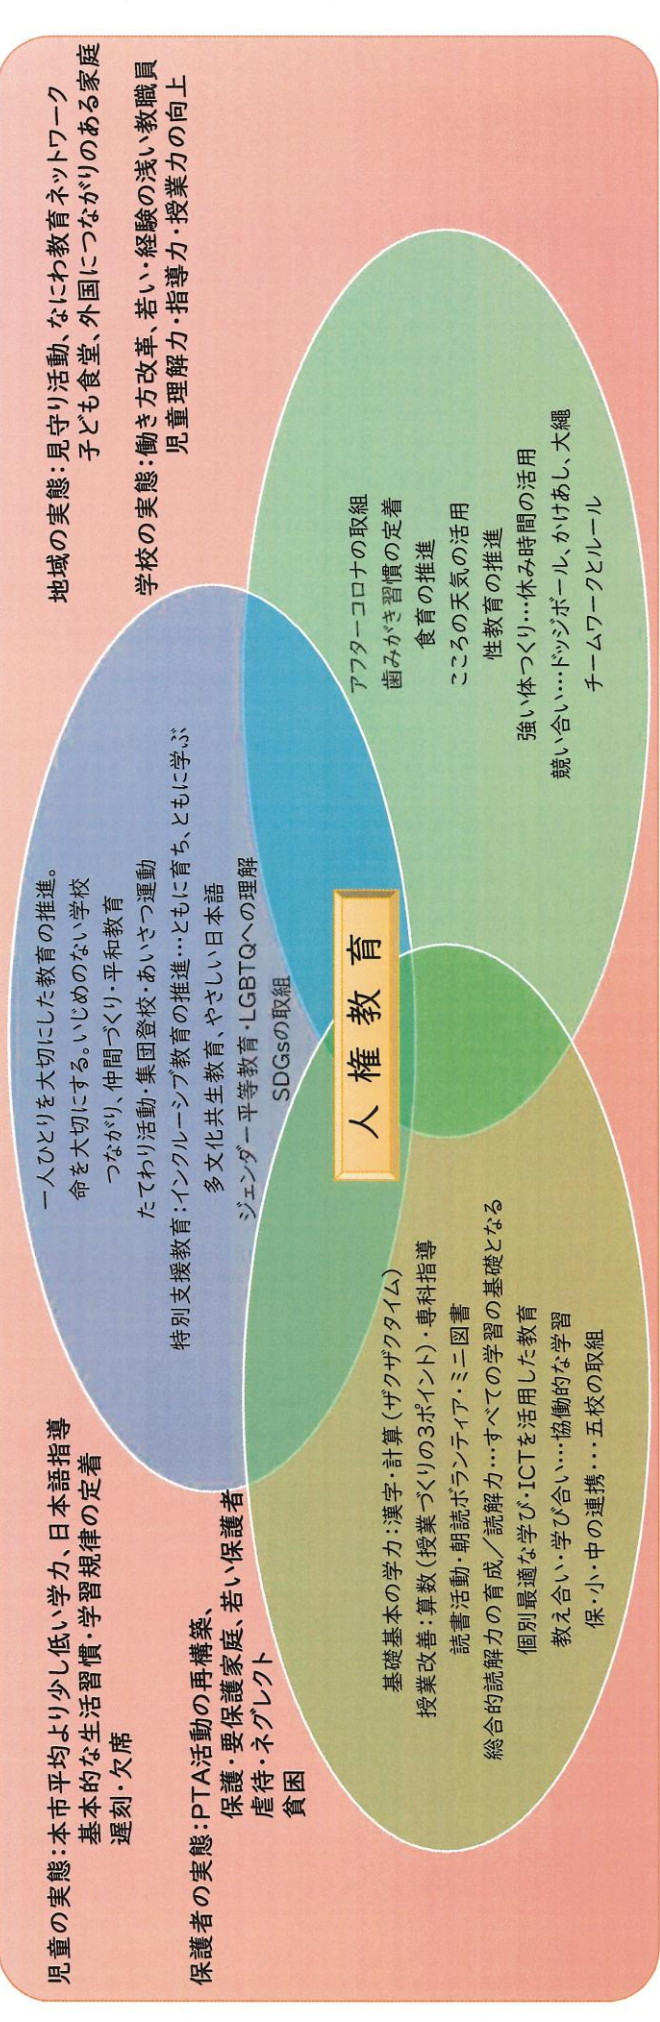 児童の実態：本市平均より少し低い学力、日本語指導
基本的な生活習慣・学習規律の定着
遅刻・欠席
保護者の実態：PTA活動の再構築、
保護・要保護家庭、若い保護者
虐待・ネグレクト
貧困
地域の実態：見守り活動、なにわ教育ネットワーク
子ども食堂、外国につながりのある家庭
学校の実態：働き方改革、若い・経験の浅い教職員
児童理解力・指導力・授業力の向上
一人ひとりを大切にした教育の推進。
命を大切にする。いじめのない学校
つながり、仲間づくり・平和教育
たてわり活動・集団登校・あいさつ運動
特別支援教育：インクルーシブ教育の推進…ともに育ち、ともに学ぶ
多文化共生教育、やさしい日本語
ジェンダー平等教育・LGBTQへの理解
SDGsの取組
人権教育
基礎基本の学力：漢字・計算（ザクザクタイム）
授業改善：算数（授業づくりの3ポイント）・専科指導
読書活動・朝読ボランティア・ミニ図書
総合的読解力の育成／読解力…すべての学習の基礎となる
個別最適な学び・ICTを活用した教育
教え合い・学び合い…協働的な学習
保・小・中の連携・・・五校の取組
アフターコロナの取組
歯みがき習慣の定着
食育の推進
こころの天気の活用
性教育の推進
強い体つくり…休み時間の活用
競い合い…ドッジボール、かけあし、大縄
チームワークとルール